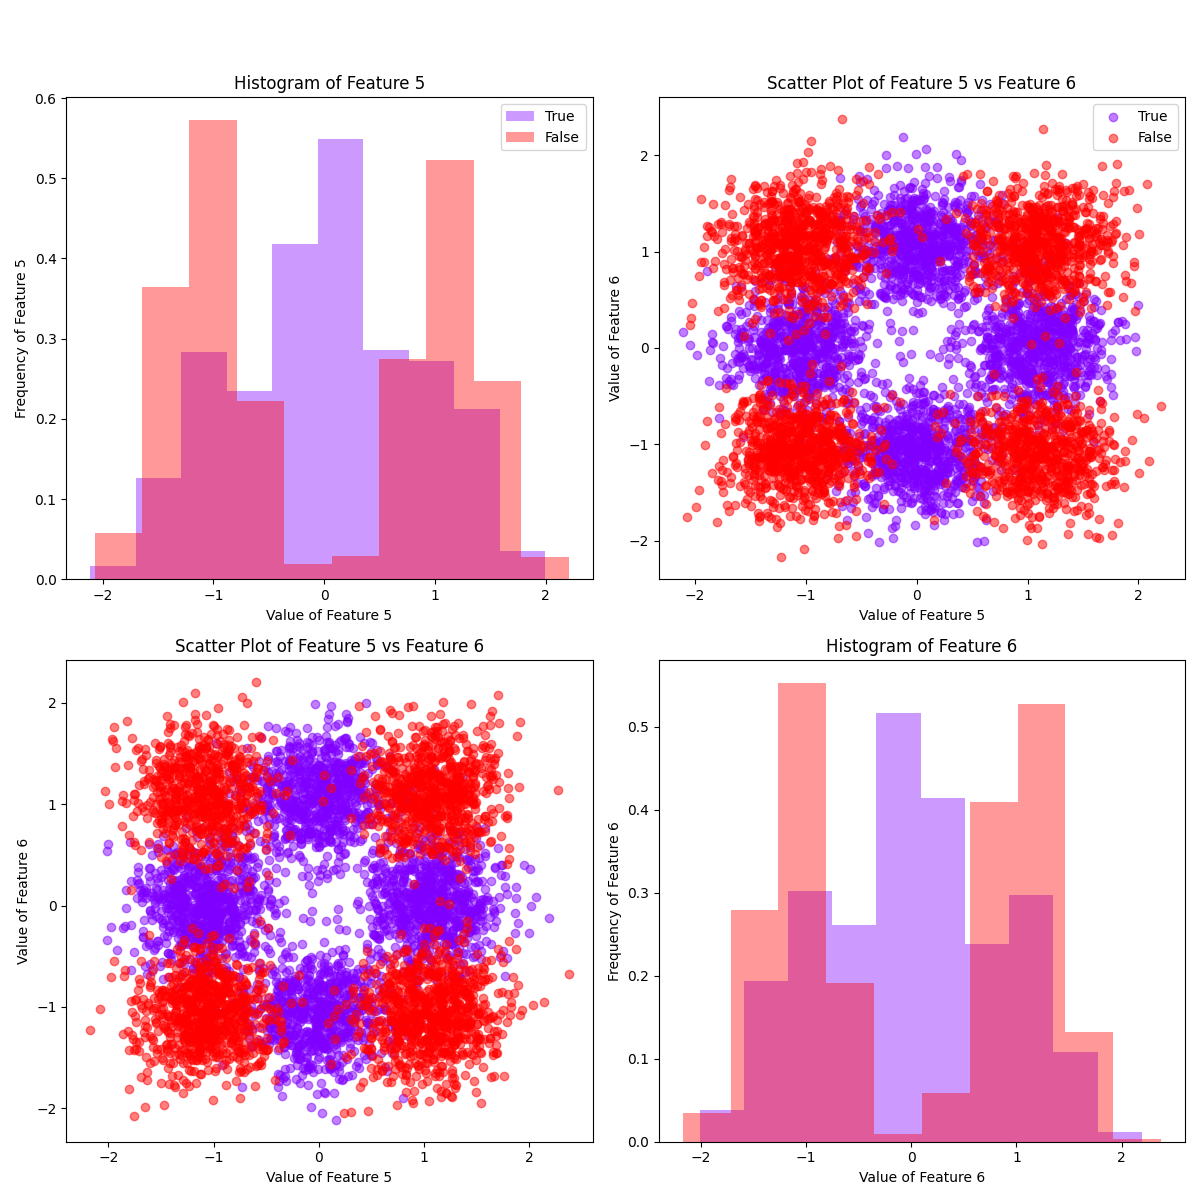 Histogram of Feature 5
0.6
0.5
0.4
0.3
0.2
0.1
0.0
Frequency of Feature 5
True
False
−2
−1
0
1
2
Value of Feature 5
Scatter Plot of Feature 5 vs Feature 6
2
1
0
−1
−2
Value of Feature 6
True
False
−2
−1
0
1
2
Value of Feature 5
Scatter Plot of Feature 5 vs Feature 6
2
1
0
−1
−2
Value of Feature 6
−2
−1
0
1
2
Value of Feature 5
Histogram of Feature 6
0.5
0.4
0.3
0.2
0.1
0.0
Frequency of Feature 6
−2
−1
0
1
2
Value of Feature 6